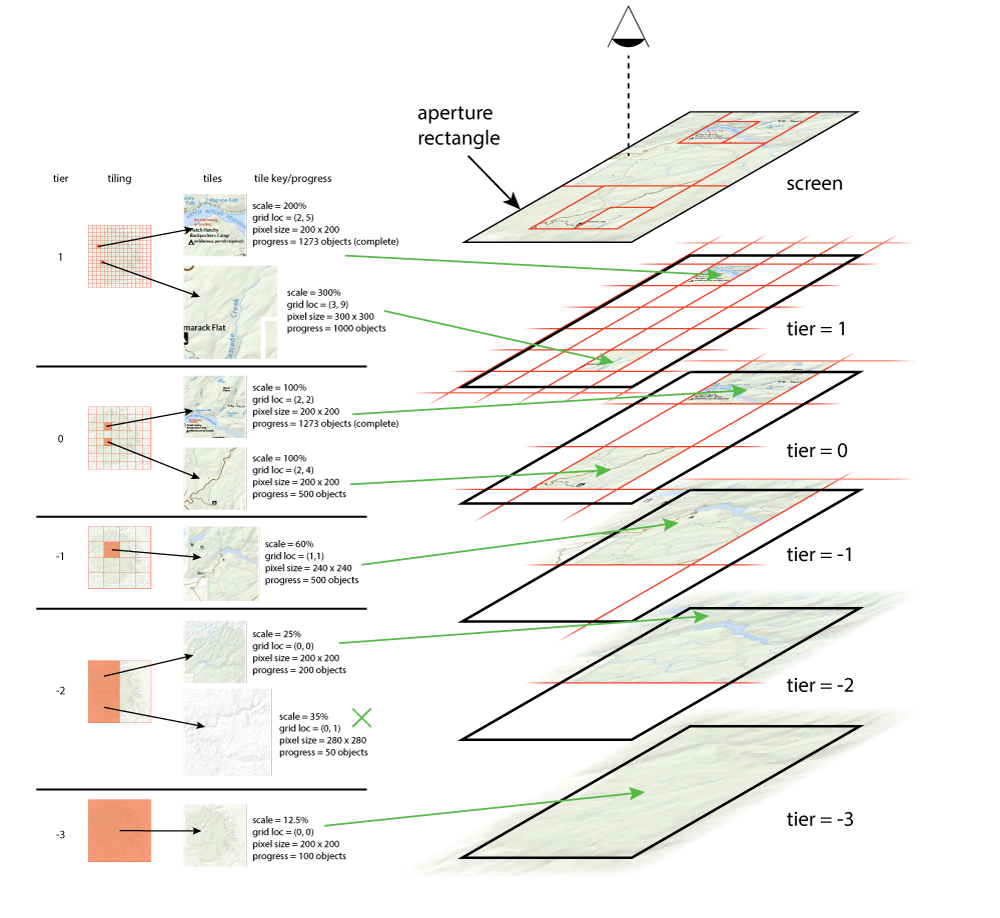 aperture
rectangle
screen
tier
tiling
tiles
tile key/progress
1
Wapama Falls
HETCH HETCHY RESERVOIR
Hetch Hetchy
Backpackers Camp
(wilderness permit required)
scale = 200%
grid loc = (2, 5)
pixel size = 200 x 200
progress = 1273 objects (complete)
marack Flat
ascade Creek
scale = 300%
grid loc = (3, 9)
pixel size = 300 x 300
progress = 1000 objects
tier = 1
0
scale = 100%
grid loc = (2, 2)
pixel size = 200 x 200
progress = 1273 objects (complete)
scale = 100%
grid loc = (2, 4)
pixel size = 200 x 200
progress = 500 objects
tier = 0
-1
scale = 60%
grid loc = (1,1)
pixel size = 240 x 240
progress = 500 objects
tier = -1
-2
scale = 25%
grid loc = (0, 0)
pixel size = 200 x 200
progress = 200 objects
scale = 35%
grid loc = (0, 1)
pixel size = 280 x 280
progress = 50 objects
tier = -2
-3
scale = 12.5%
grid loc = (0, 0)
pixel size = 200 x 200
progress = 100 objects
tier = -3